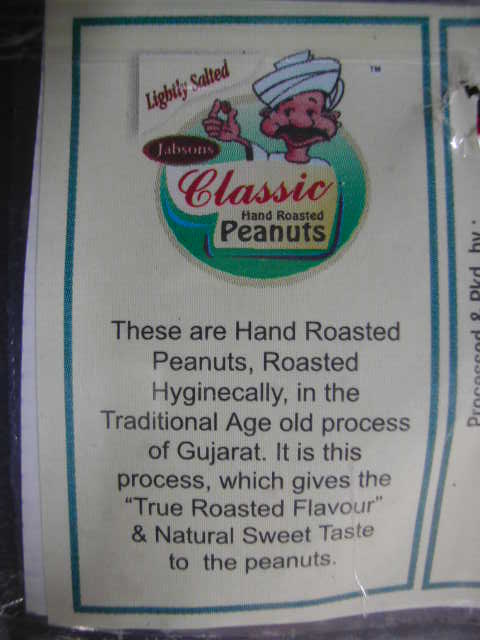 Lightly Salted
TM
Jabsons
Classic
Hand Roasted
Peanuts
These are Hand Roasted
Peanuts, Roasted
Hyginecally, in the
Traditional Age old process
of Gujarat. It is this
process, which gives the
"True Roasted Flavour"
& Natural Sweet Taste
to the peanuts.
Processed & Pkd. by :